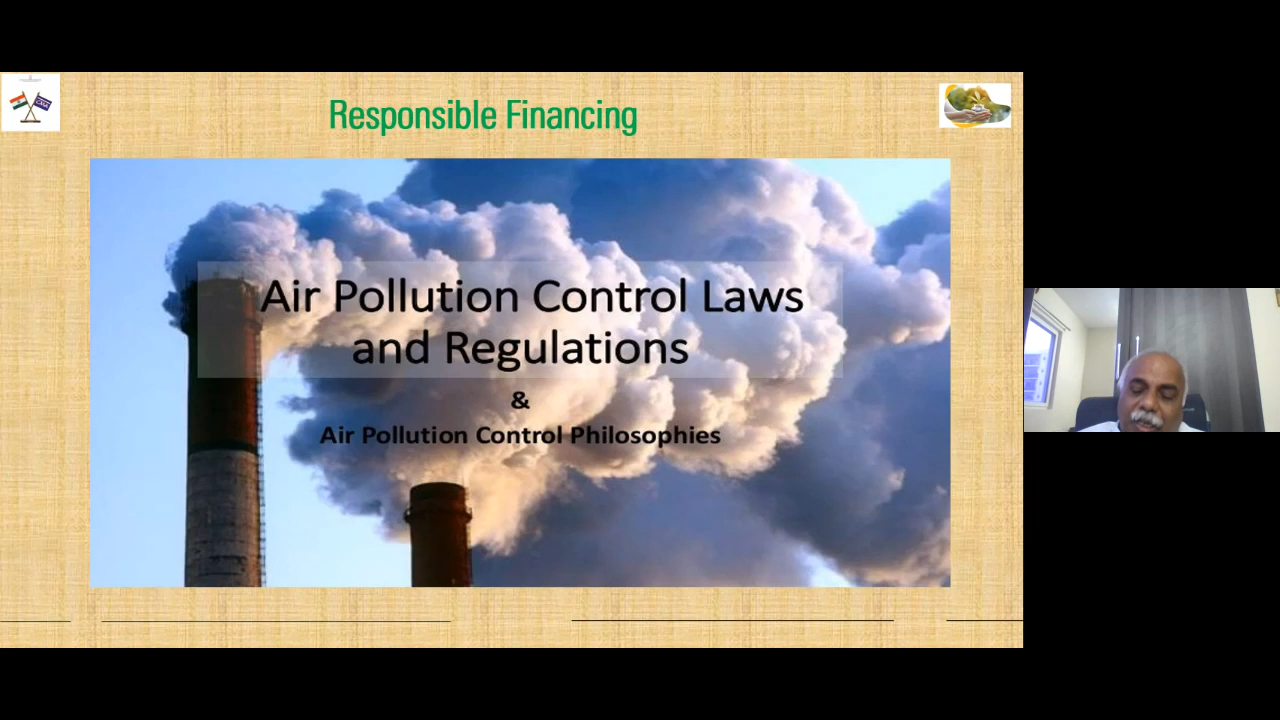 Responsible Financing
Air Pollution Control Laws
and Regulations
&
Air Pollution Control Philosophies